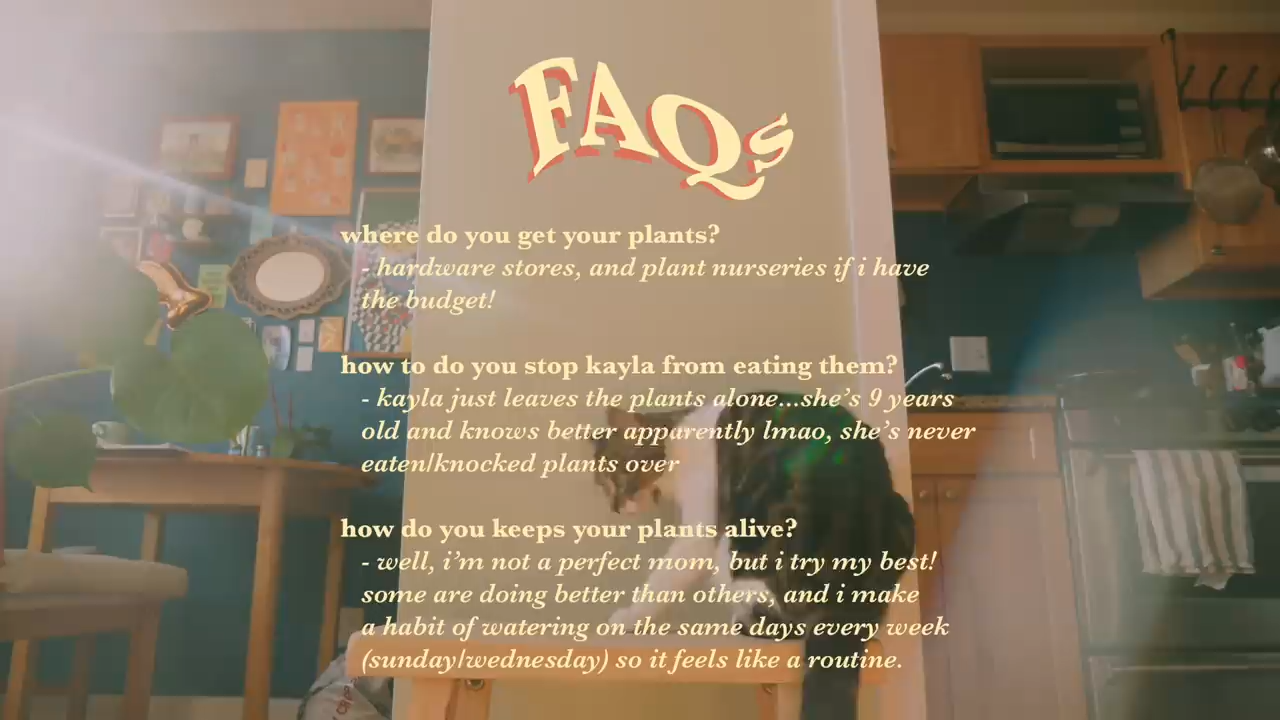 FAQs
where do you get your plants?
- hardware stores, and plant nurseries if i have
the budget!
how to do you stop kayla from eating them?
- kayla just leaves the plants alone...she's 9 years
old and knows better apparently lmao, she's never
eaten/knocked plants over
how do you keeps your plants alive?
- well, i'm not a perfect mom, but i try my best!
some are doing better than others, and i make
a habit of watering on the same days every week
(sunday/wednesday) so it feels like a routine.